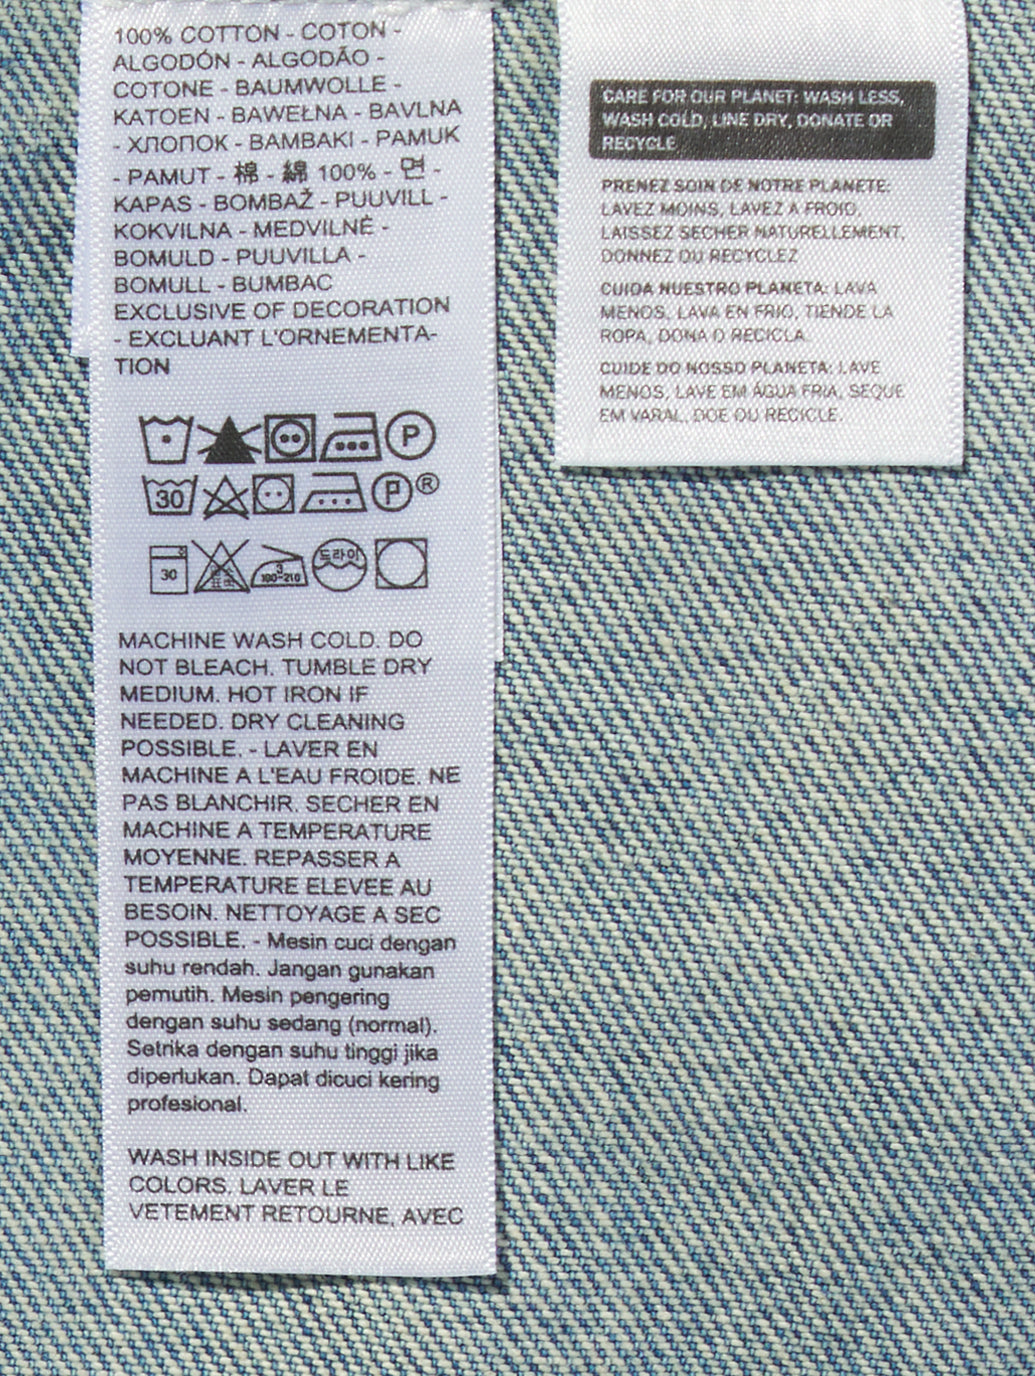 100% COTTON - COTON -
ALGODÓN - ALGODÃO -
COTONE - BAUMWOLLE -
KATOEN - BAWEŁNA - BAVLNA
- ХЛОПОК - BAMBAKI - PAMUK
- PAMUT - 棉 - 綿 100% - 면 -
KAPAS - BOMBAŽ - PUUVILL -
KOKVILNA - MEDVILNĖ -
BOMULD - PUUVILLA -
BOMULL - BUMBAC
EXCLUSIVE OF DECORATION
- EXCLUANT L'ORNEMENTA-
TION
P
30 P ®
30 3 180-210 드라이
MACHINE WASH COLD. DO
NOT BLEACH. TUMBLE DRY
MEDIUM. HOT IRON IF
NEEDED. DRY CLEANING
POSSIBLE. - LAVER EN
MACHINE A L'EAU FROIDE. NE
PAS BLANCHIR. SECHER EN
MACHINE A TEMPERATURE
MOYENNE. REPASSER A
TEMPERATURE ELEVEE AU
BESOIN. NETTOYAGE A SEC
POSSIBLE. - Mesin cuci dengan
suhu rendah. Jangan gunakan
pemutih. Mesin pengering
dengan suhu sedang (normal).
Setrika dengan suhu tinggi jika
diperlukan. Dapat dicuci kering
profesional.
WASH INSIDE OUT WITH LIKE
COLORS. LAVER LE
VETEMENT RETOURNE, AVEC
CARE FOR OUR PLANET: WASH LESS,
WASH COLD, LINE DRY, DONATE OR
RECYCLE
PRENEZ SOIN DE NOTRE PLANETE:
LAVEZ MOINS, LAVEZ A FROID,
LAISSEZ SECHER NATURELLEMENT,
DONNEZ OU RECYCLEZ
CUIDA NUESTRO PLANETA: LAVA
MENOS, LAVA EN FRIO, TIENDE LA
ROPA, DONA O RECICLA.
CUIDE DO NOSSO PLANETA: LAVE
MENOS, LAVE EM ÁGUA FRIA, SEQUE
EM VARAL, DOE OU RECICLE.